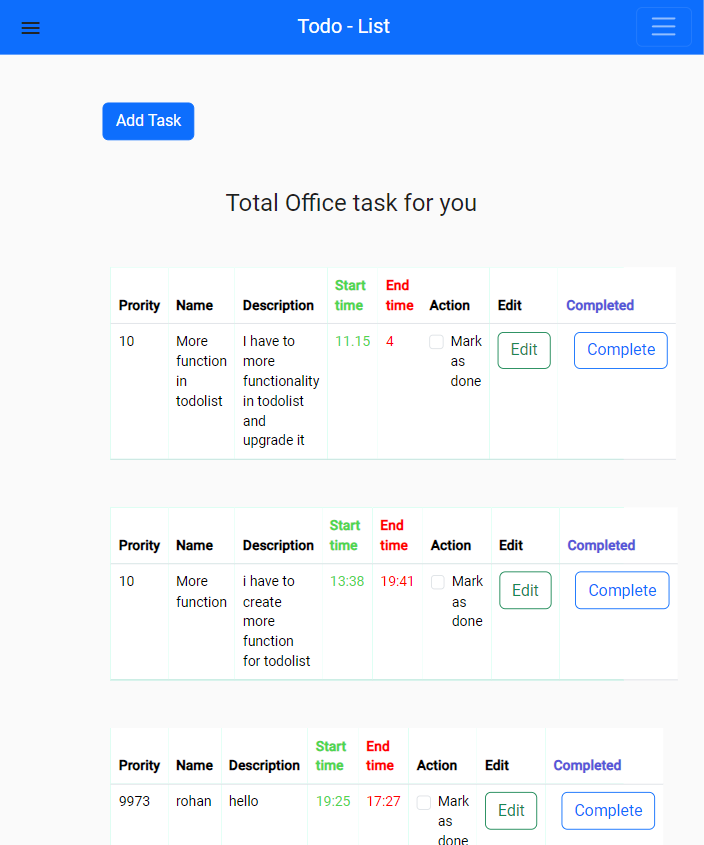 Todo - List
Add Task
Total Office task for you
Prority Name Description Start time End time Action Edit Completed
10 More function in todolist I have to more functionality in todolist and upgrade it 11.15 4 Mark as done Edit Complete
Prority Name Description Start time End time Action Edit Completed
10 More function i have to create more function for todolist 13:38 19:41 Mark as done Edit Complete
Prority Name Description Start time End time Action Edit Completed
9973 rohan hello 19:25 17:27 Mark as done Edit Complete